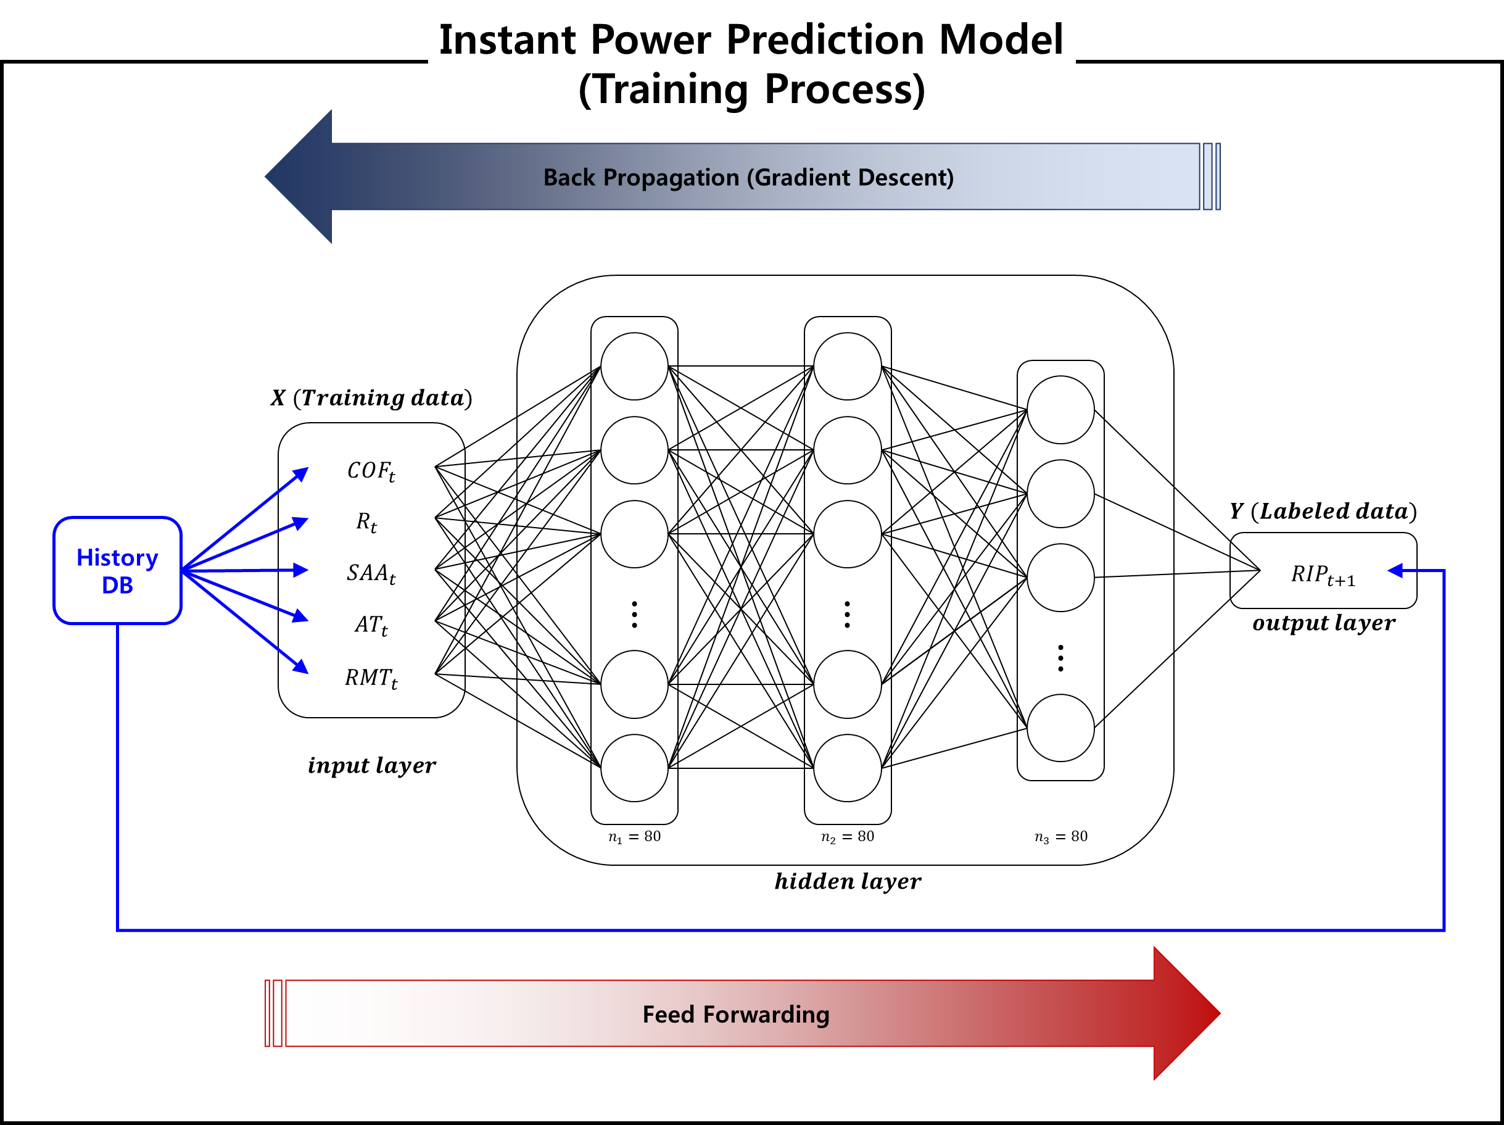 Instant Power Prediction Model
(Training Process)
Back Propagation (Gradient Descent)
X (Training data)
COF_t
R_t
SAA_t
AT_t
RMT_t
input layer
History
DB
⋮
⋮
⋮
n_1 = 80
n_2 = 80
n_3 = 80
hidden layer
Y (Labeled data)
RIP_{t+1}
output layer
Feed Forwarding